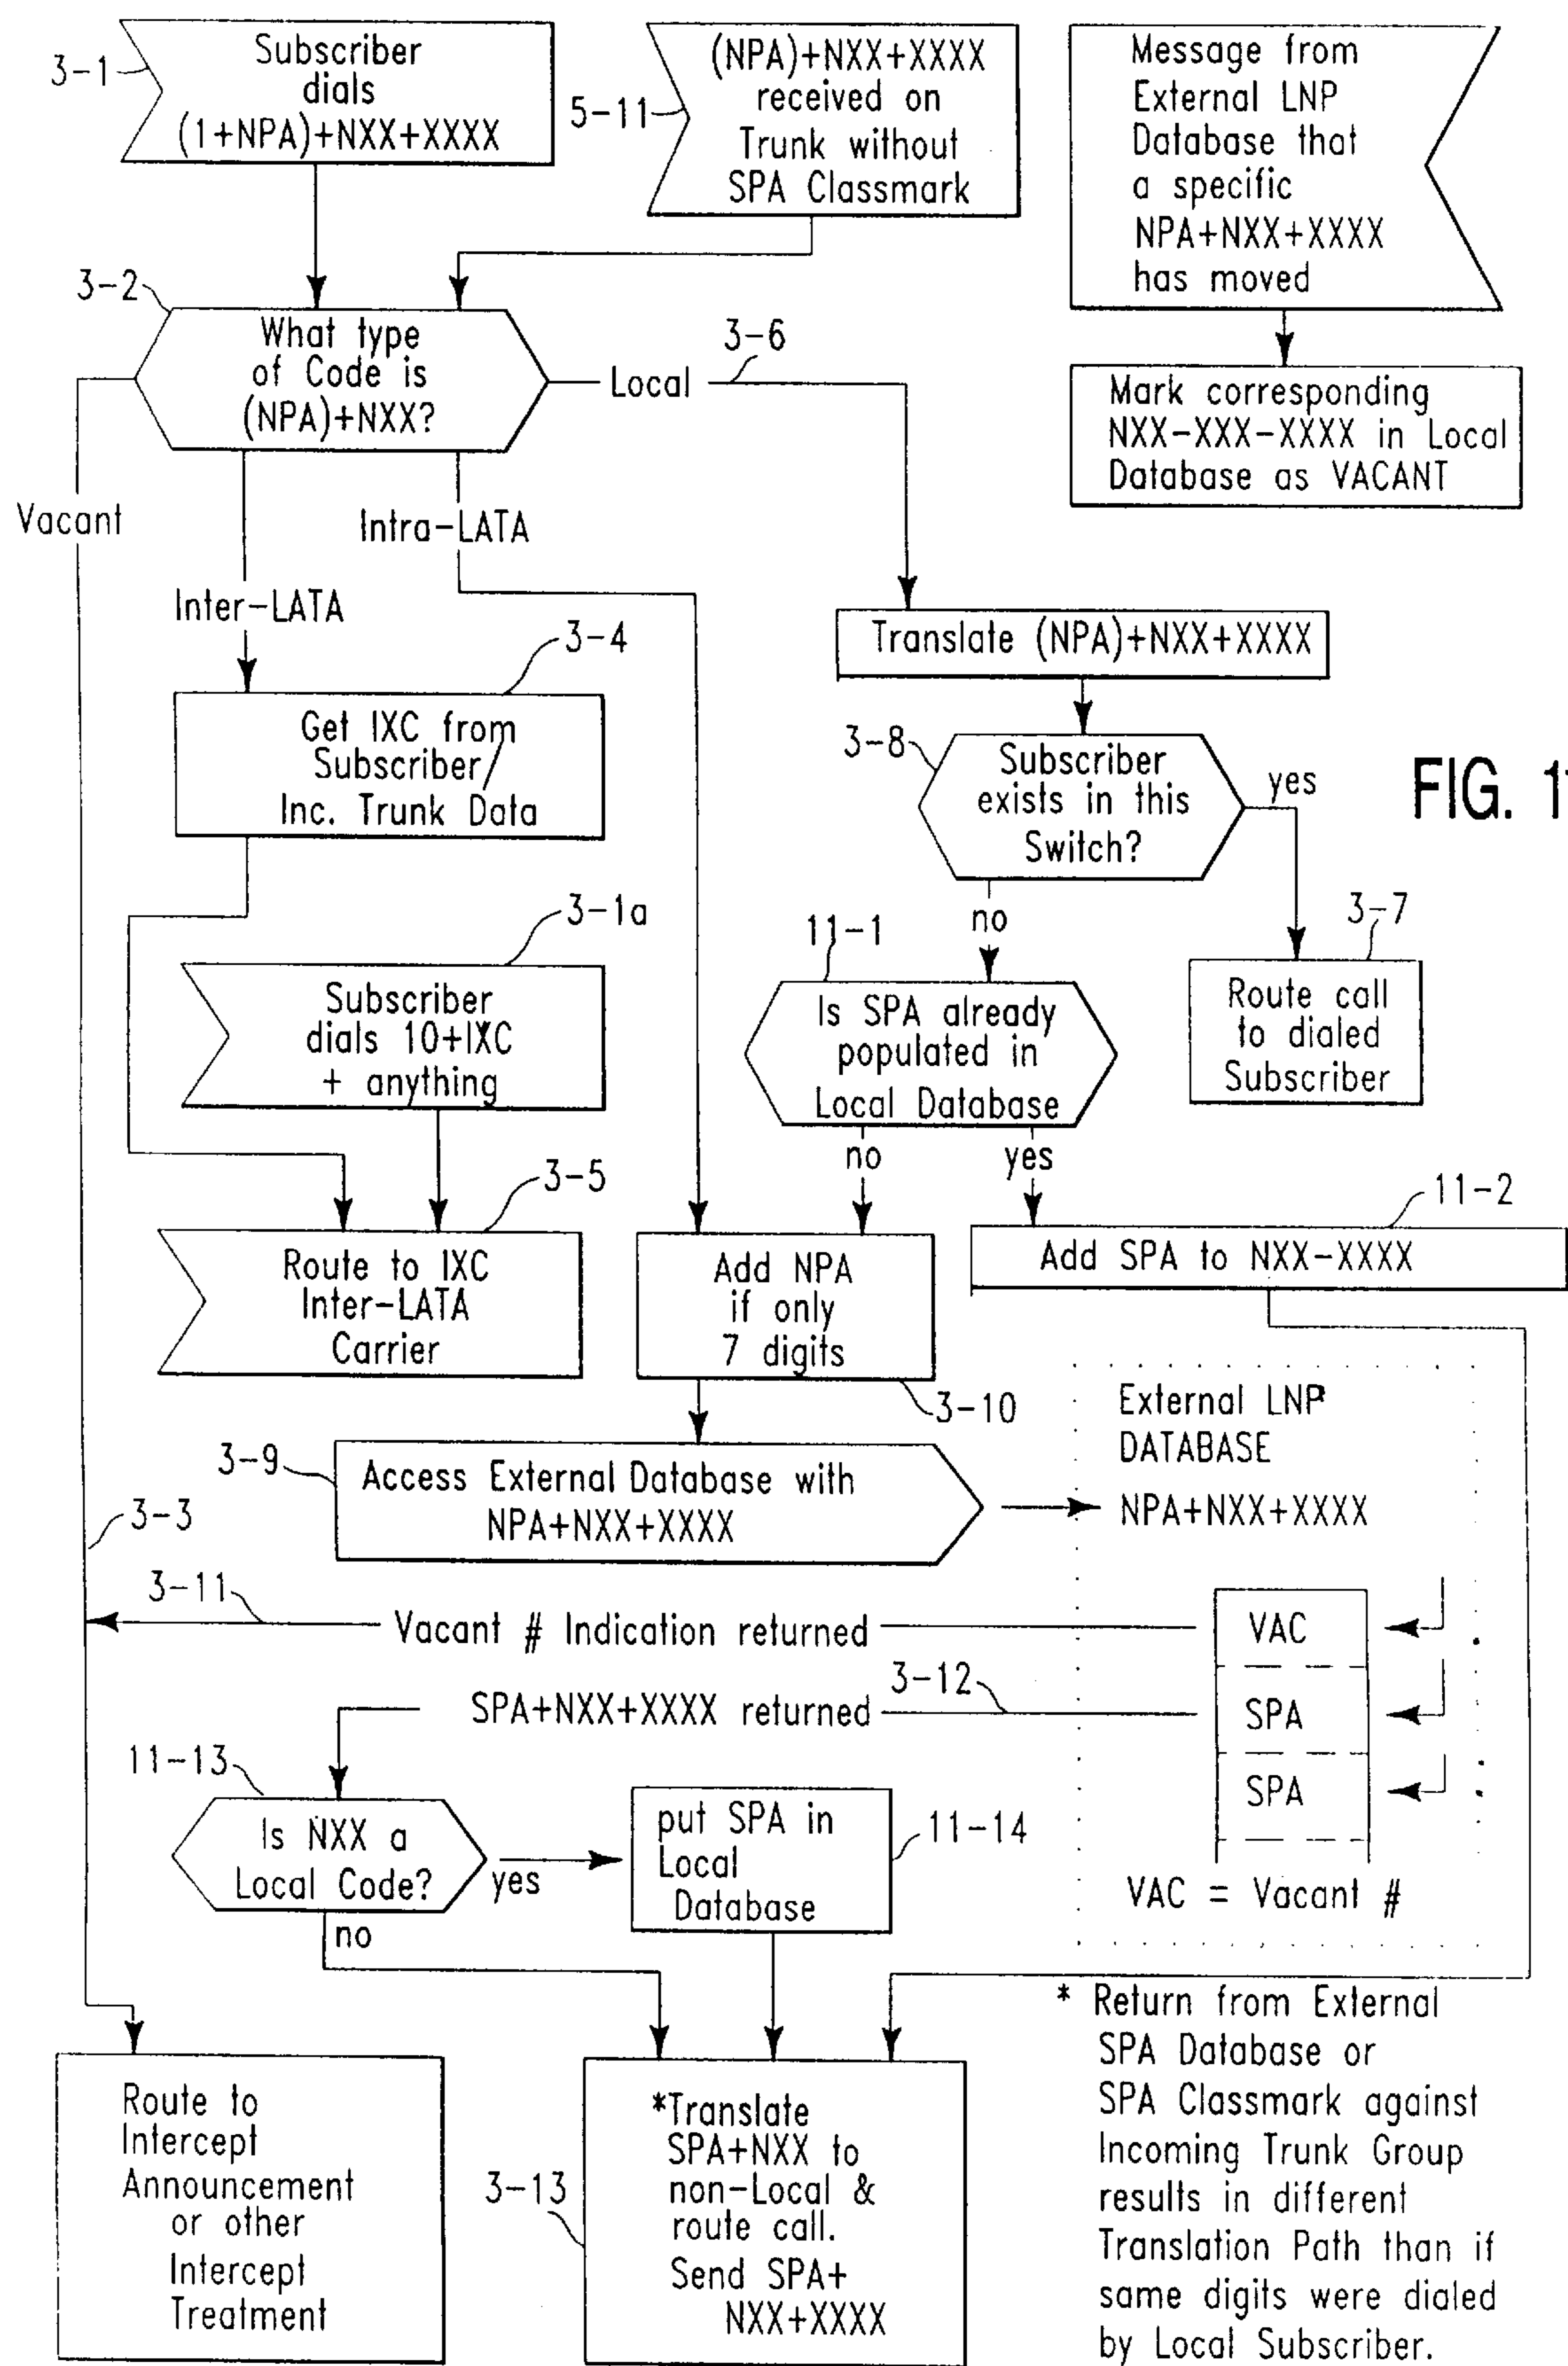 3-1
Subscriber
dials
(1+NPA)+NXX+XXXX
5-11
(NPA)+NXX+XXXX
received on
Trunk without
SPA Classmark
Message from
External LNP
Database that
a specific
NPA+NXX+XXXX
has moved
3-2
What type
of Code is
(NPA)+NXX?
Local
3-6
Mark corresponding
NXX-XXX-XXXX in Local
Database as VACANT
Vacant
Intra-LATA
Inter-LATA
Translate (NPA)+NXX+XXXX
3-4
Get IXC from
Subscriber/
Inc. Trunk Data
3-8
Subscriber
exists in this
Switch?
yes
no
3-7
Route call
to dialed
Subscriber
3-1a
Subscriber
dials 10+IXC
+ anything
11-1
Is SPA already
populated in
Local Database
no
yes
3-5
Route to IXC
Inter-LATA
Carrier
Add NPA
if only
7 digits
3-10
11-2
Add SPA to NXX-XXXX
3-9
Access External Database with
NPA+NXX+XXXX
External LNP
DATABASE
NPA+NXX+XXXX
3-3
3-11
Vacant # Indication returned
VAC
3-12
SPA+NXX+XXXX returned
SPA
SPA
VAC = Vacant #
11-13
Is NXX a
Local Code?
yes
no
put SPA in
Local
Database
11-14
Route to
Intercept
Announcement
or other
Intercept
Treatment
3-13
*Translate
SPA+NXX to
non-Local &
route call.
Send SPA+
NXX+XXXX
* Return from External
SPA Database or
SPA Classmark against
Incoming Trunk Group
results in different
Translation Path than if
same digits were dialed
by Local Subscriber.